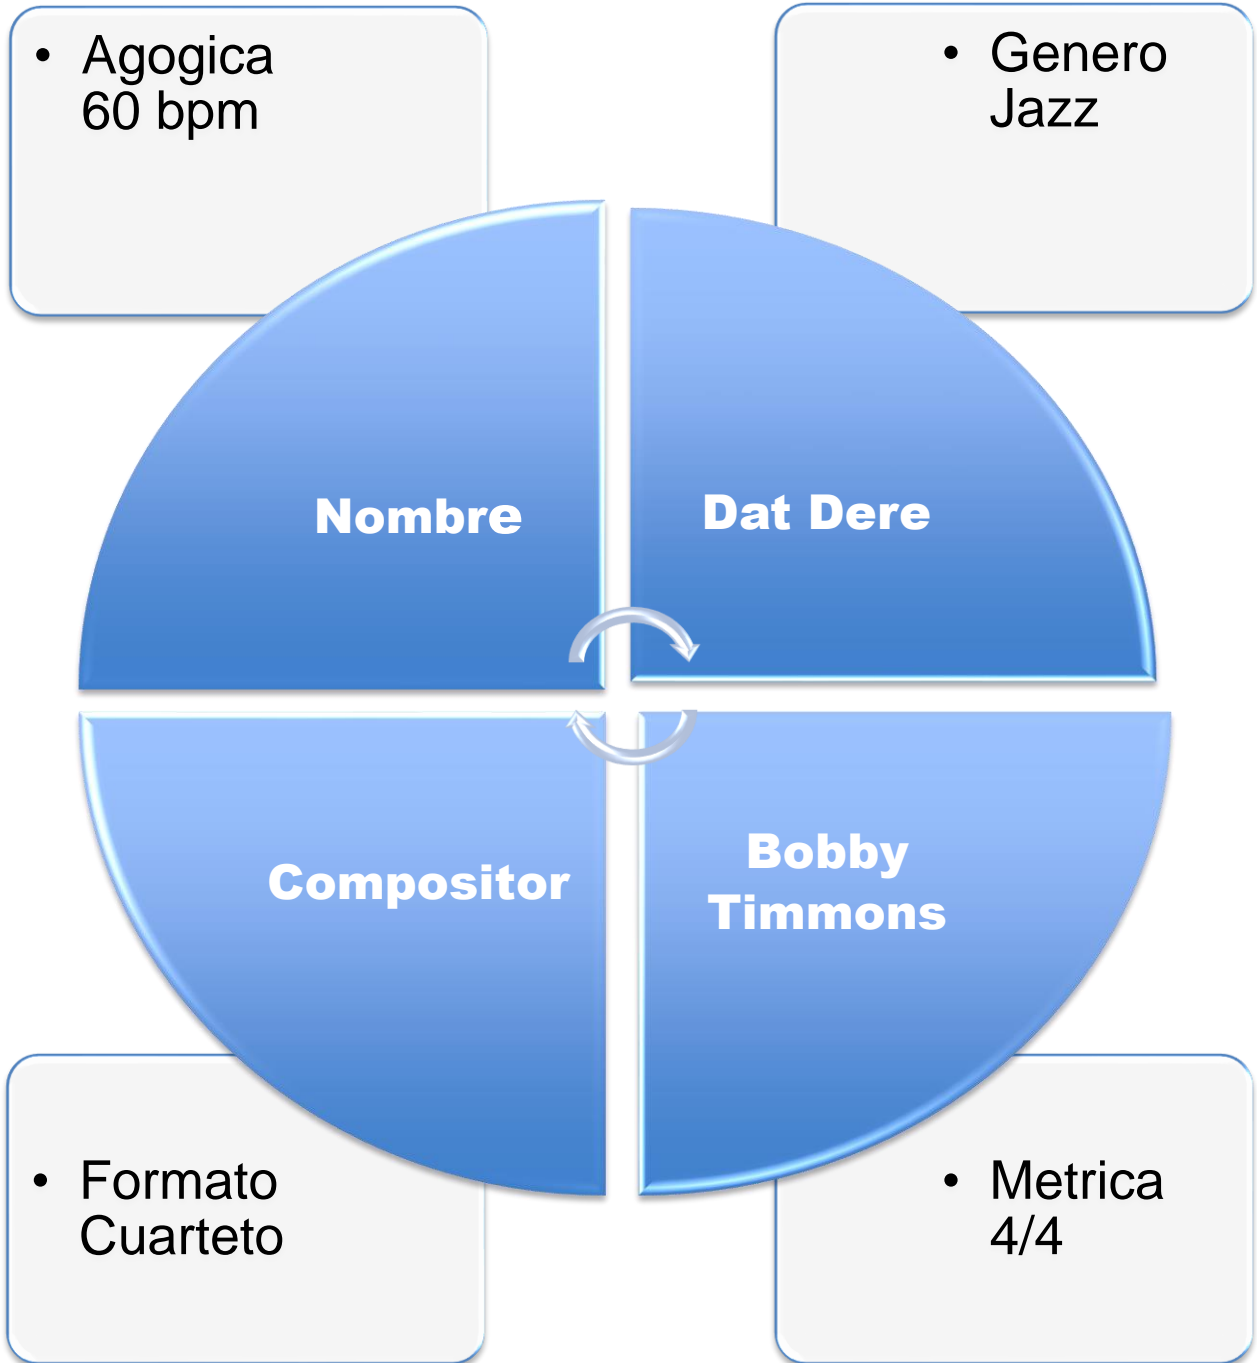 • Agogica
60 bpm
• Genero
Jazz
Nombre
Dat Dere
Compositor
Bobby
Timmons
• Formato
Cuarteto
• Metrica
4/4